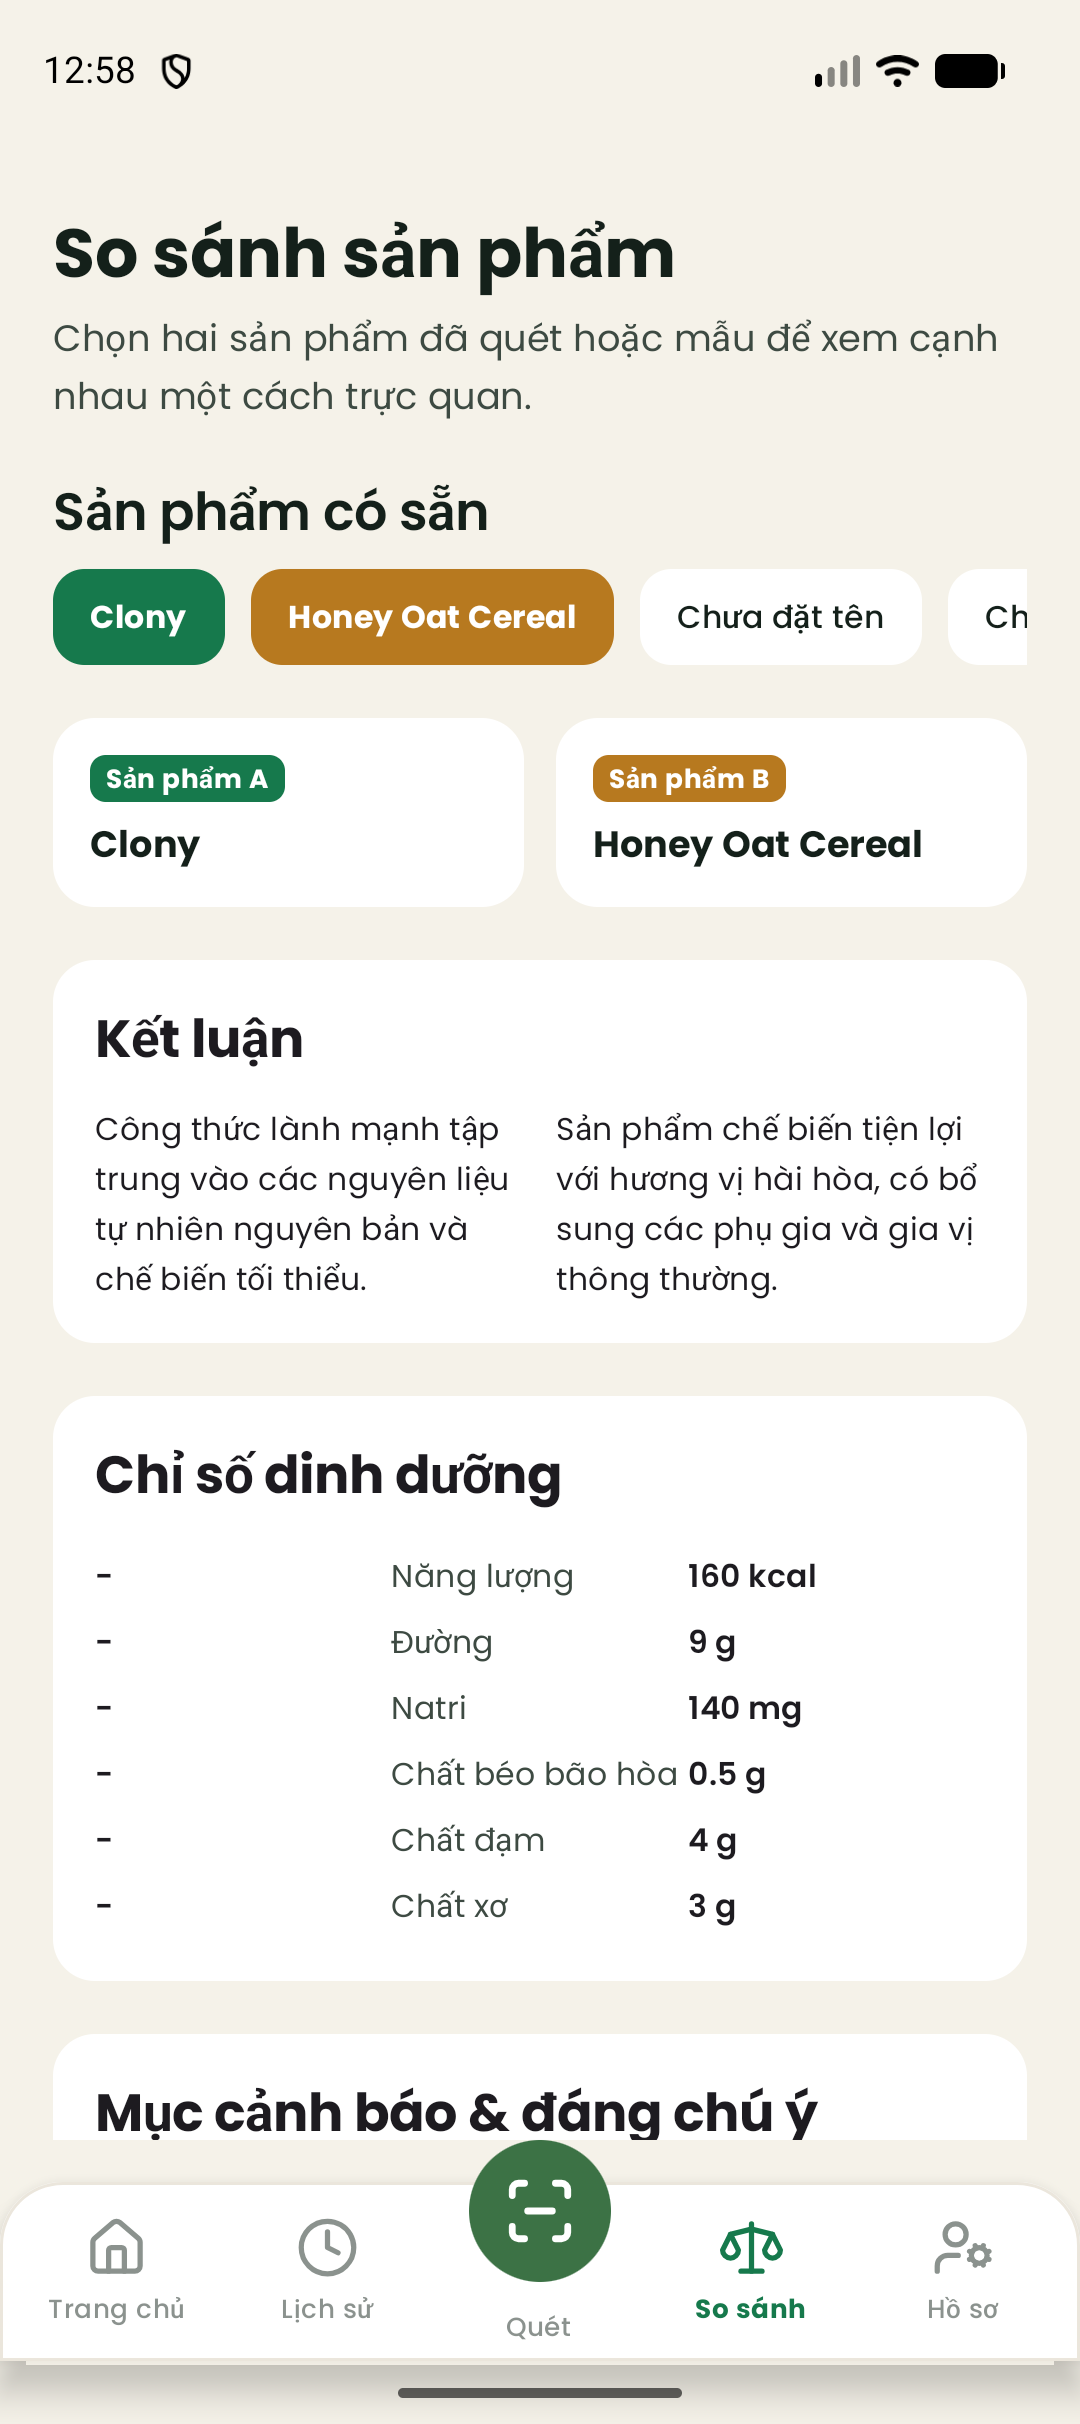 12:58
So sánh sản phẩm
Chọn hai sản phẩm đã quét hoặc mẫu để xem cạnh
nhau một cách trực quan.
Sản phẩm có sẵn
Clony
Honey Oat Cereal
Chưa đặt tên
Ch
Sản phẩm A
Clony
Sản phẩm B
Honey Oat Cereal
Kết luận
Công thức lành mạnh tập
trung vào các nguyên liệu
tự nhiên nguyên bản và
chế biến tối thiểu.
Sản phẩm chế biến tiện lợi
với hương vị hài hòa, có bổ
sung các phụ gia và gia vị
thông thường.
Chỉ số dinh dưỡng
- Năng lượng 160 kcal
- Đường 9 g
- Natri 140 mg
- Chất béo bão hòa 0.5 g
- Chất đạm 4 g
- Chất xơ 3 g
Mục cảnh báo & đáng chú ý
Trang chủ
Lịch sử
Quét
So sánh
Hồ sơ